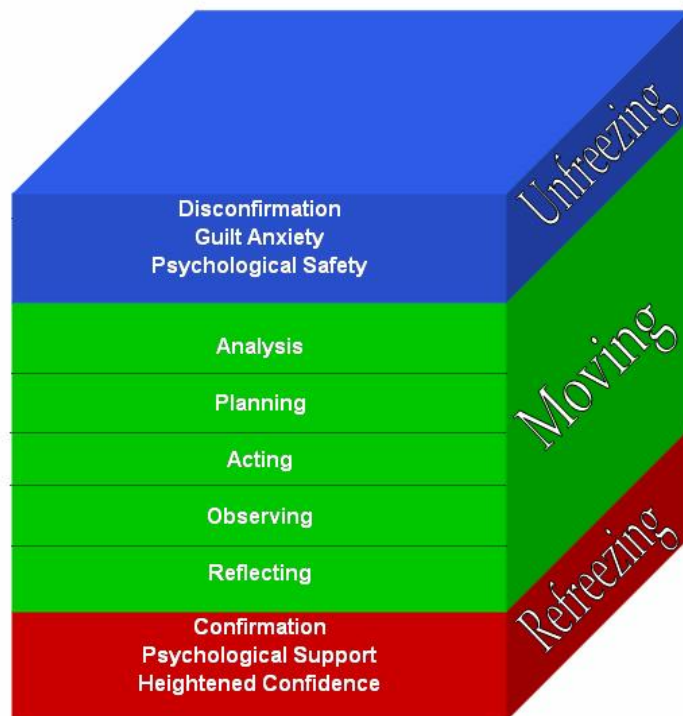 Unfreezing
Disconfirmation
Guilt Anxiety
Psychological Safety
Moving
Analysis
Planning
Acting
Observing
Reflecting
Refreezing
Confirmation
Psychological Support
Heightened Confidence